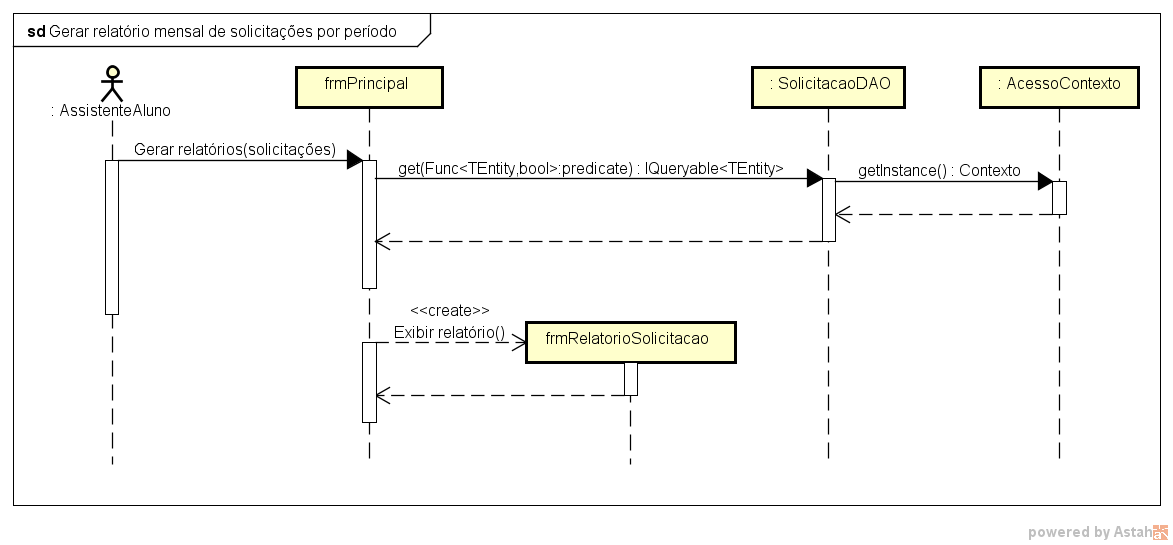 sd Gerar relatório mensal de solicitações por período
: AssistenteAluno
frmPrincipal
: SolicitacaoDAO
: AcessoContexto
Gerar relatórios(solicitações)
get(Func<TEntity,bool>:predicate) : IQueryable<TEntity>
getInstance() : Contexto
<<create>>
Exibir relatório()
frmRelatorioSolicitacao
powered by Astah